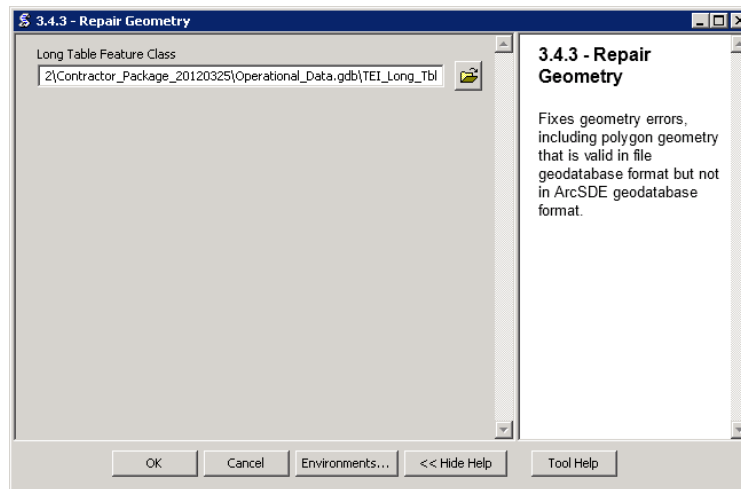 3.4.3 - Repair Geometry
Long Table Feature Class
2\Contractor_Package_20120325\Operational_Data.gdb\TEI_Long_Tbl
3.4.3 - Repair
Geometry
Fixes geometry errors,
including polygon geometry
that is valid in file
geodatabase format but not
in ArcSDE geodatabase
format.
OK
Cancel
Environments...
<< Hide Help
Tool Help